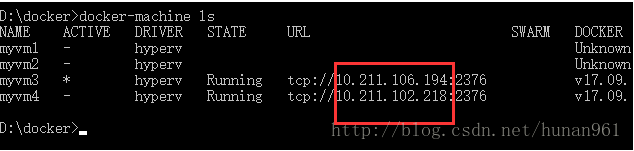 D:\docker>docker-machine ls
NAME ACTIVE DRIVER STATE URL SWARM DOCKER
myvm1 - hyperv Unknown
myvm2 - hyperv Unknown
myvm3 * hyperv Running tcp://10.211.106.194:2376 v17.09.
myvm4 - hyperv Running tcp://10.211.102.218:2376 v17.09.
D:\docker>_
http://blog.csdn.net/hunan961